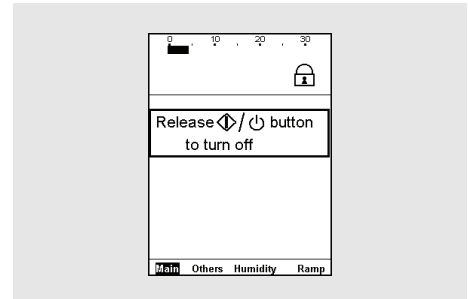 0 10 20 30
Release / button
to turn off
Main Others Humidity Ramp